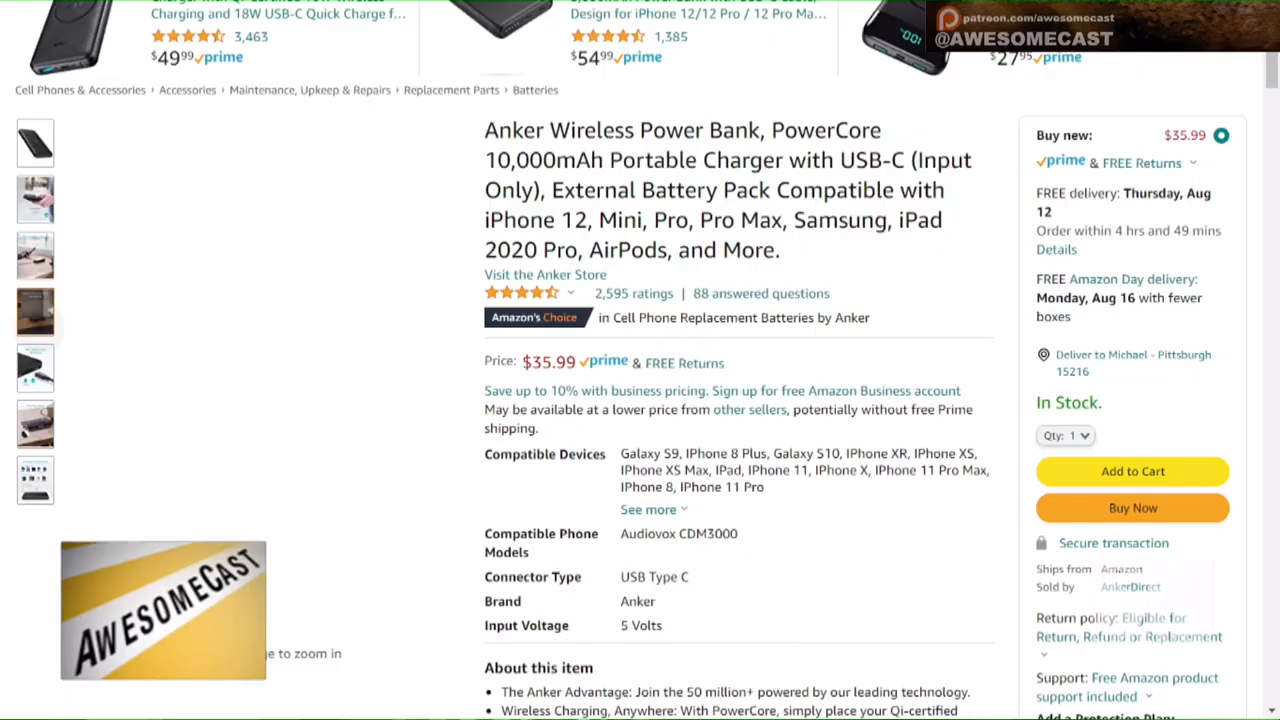 Charging and 18W USB-C Quick Charge f...
3,463
$49.99 prime
Design for iPhone 12/12 Pro / 12 Pro Ma...
1,385
$54.99 prime
$27.95 prime
patreon.com/awesomecast
@AWESOMECAST
Cell Phones & Accessories › Accessories › Maintenance, Upkeep & Repairs › Replacement Parts › Batteries
Anker Wireless Power Bank, PowerCore
10,000mAh Portable Charger with USB-C (Input
Only), External Battery Pack Compatible with
iPhone 12, Mini, Pro, Pro Max, Samsung, iPad
2020 Pro, AirPods, and More.
Visit the Anker Store
2,595 ratings | 88 answered questions
Amazon's Choice in Cell Phone Replacement Batteries by Anker
Price: $35.99 prime & FREE Returns
Save up to 10% with business pricing. Sign up for free Amazon Business account
May be available at a lower price from other sellers, potentially without free Prime
shipping.
Compatible Devices Galaxy S9, IPhone 8 Plus, Galaxy S10, IPhone XR, IPhone XS,
IPhone XS Max, IPad, IPhone 11, IPhone X, IPhone 11 Pro Max,
IPhone 8, IPhone 11 Pro
See more
Compatible Phone Audiovox CDM3000
Models
Connector Type USB Type C
Brand Anker
Input Voltage 5 Volts
About this item
• The Anker Advantage: Join the 50 million+ powered by our leading technology.
• Wireless Charging, Anywhere: With PowerCore, simply place your Qi-certified
Buy new: $35.99
prime & FREE Returns
FREE delivery: Thursday, Aug
12
Order within 4 hrs and 49 mins
Details
FREE Amazon Day delivery:
Monday, Aug 16 with fewer
boxes
Deliver to Michael - Pittsburgh
15216
In Stock.
Qty: 1
Add to Cart
Buy Now
Secure transaction
Ships from Amazon
Sold by AnkerDirect
Return policy: Eligible for
Return, Refund or Replacement
Support: Free Amazon product
support included
Add a Protection Plan:
AWESOMECAST
e to zoom in